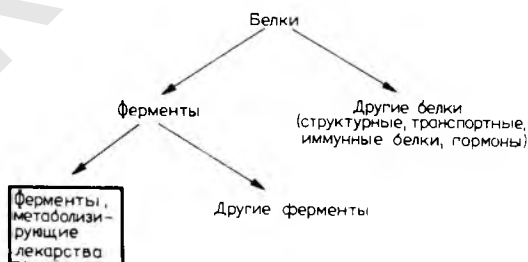 Белки
ферменты
Другие белки
(структурные, транспортные,
иммунные белки, гормоны)
ферменты,
метаболизи-
рующие
лекарства
Другие ферменты